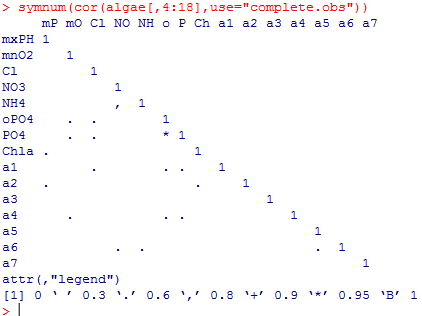 > symnum(cor(algae[,4:18],use="complete.obs"))
     mP mO Cl NO NH o P Ch a1 a2 a3 a4 a5 a6 a7
mxPH 1
mnO2    1
Cl         1
NO3           1
NH4           ,  1
oPO4    .  .        1
PO4     .  .        * 1
Chla .                  1
a1         .        . .    1
a2   .                  .     1
a3                               1
a4      .           . .             1
a5                                     1
a6            .  .                     .  1
a7                                           1
attr(,"legend")
[1] 0 ‘ ’ 0.3 ‘.’ 0.6 ‘,’ 0.8 ‘+’ 0.9 ‘*’ 0.95 ‘B’ 1
>